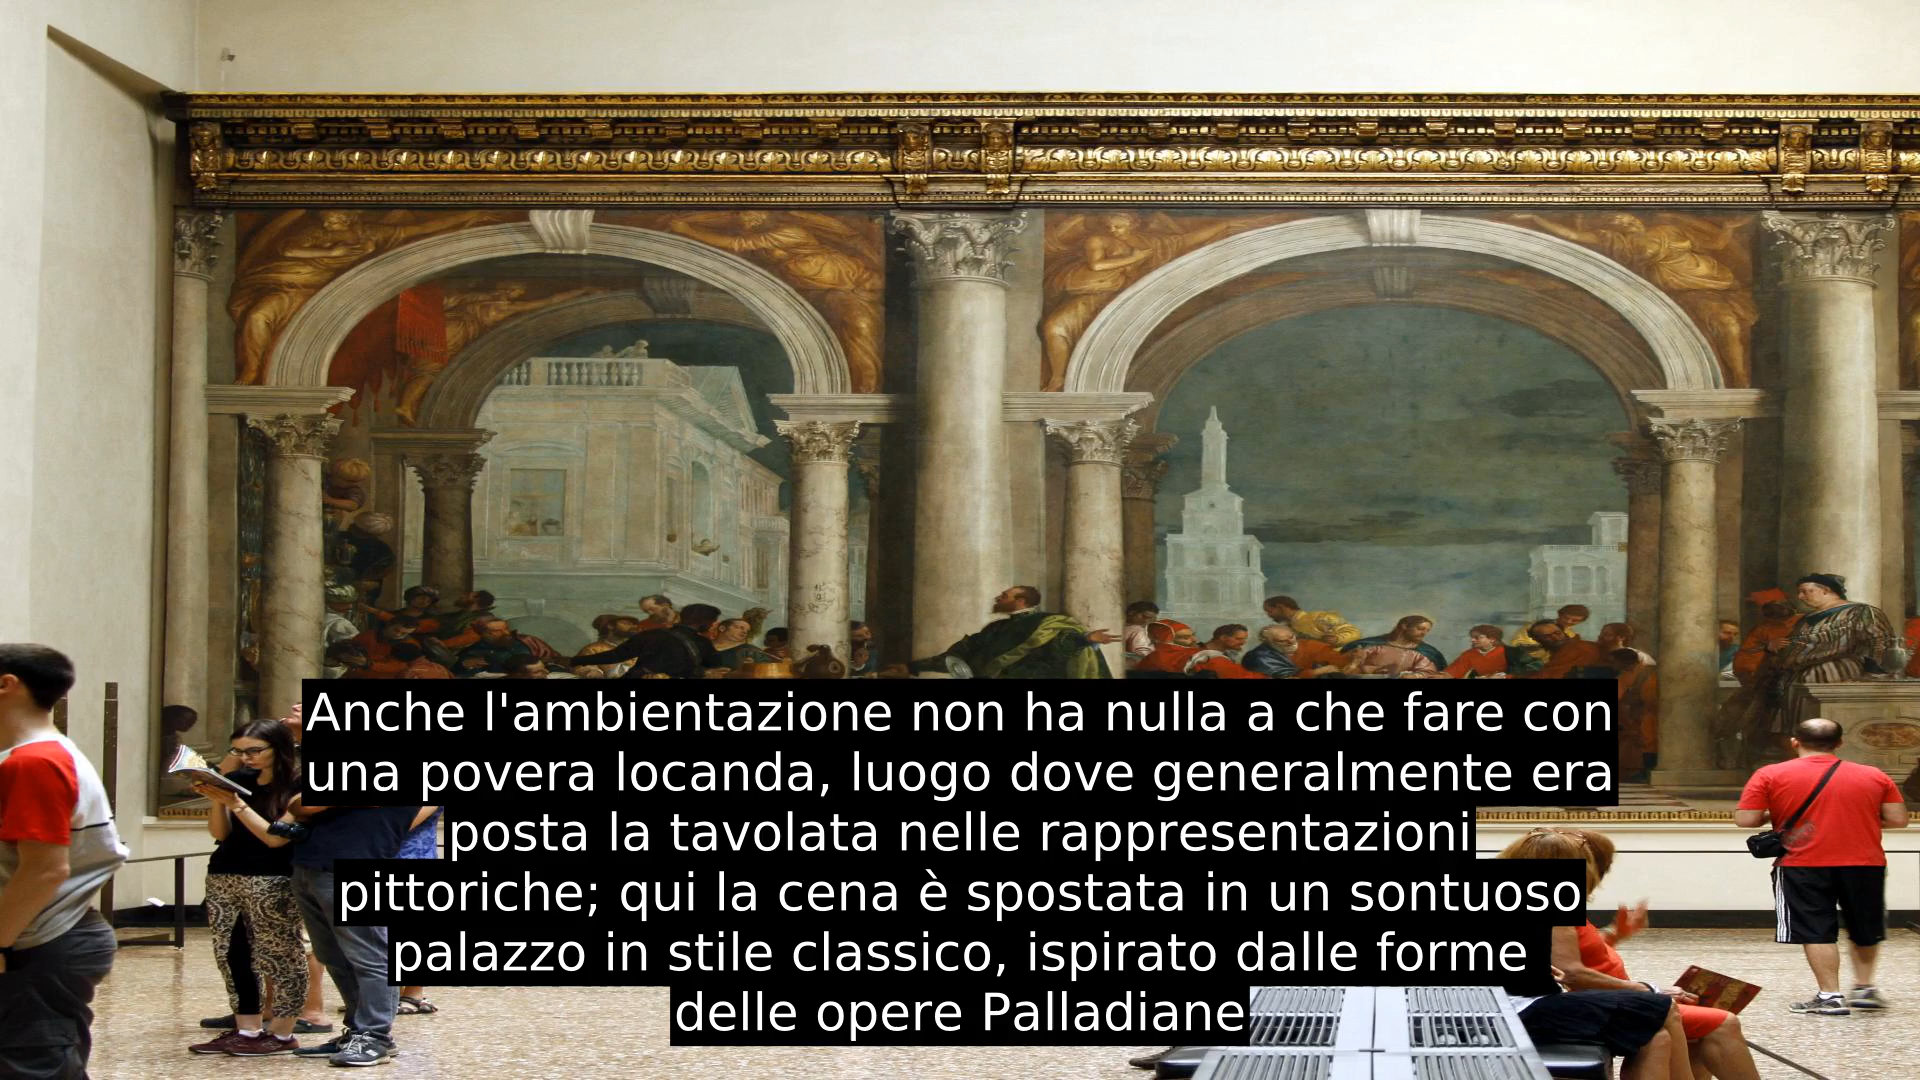 Anche l'ambientazione non ha nulla a che fare con
una povera locanda, luogo dove generalmente era
posta la tavolata nelle rappresentazioni
pittoriche; qui la cena è spostata in un sontuoso
palazzo in stile classico, ispirato dalle forme
delle opere Palladiane